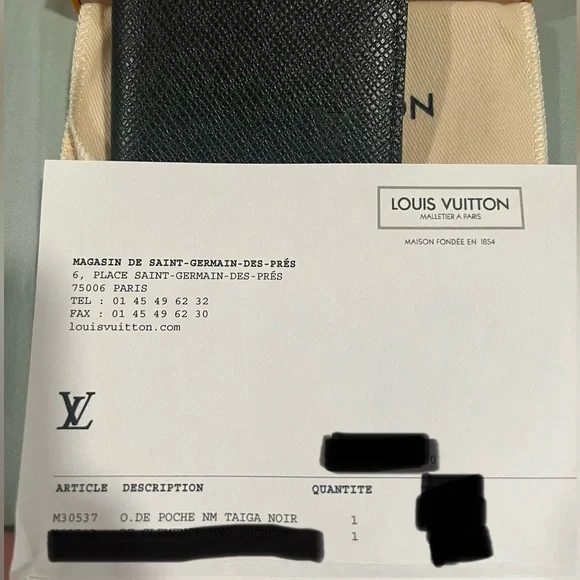 ON
LOUIS VUITTON
MALLETIER A PARIS
MAISON FONDÉE EN 1854
MAGASIN DE SAINT-GERMAIN-DES-PRÉS
6, PLACE SAINT-GERMAIN-DES-PRÉS
75006 PARIS
TEL : 01 45 49 62 32
FAX : 01 45 49 62 30
louisvuitton.com
LV
ARTICLE DESCRIPTION QUANTITE
M30537 O.DE POCHE NM TAIGA NOIR 1
1